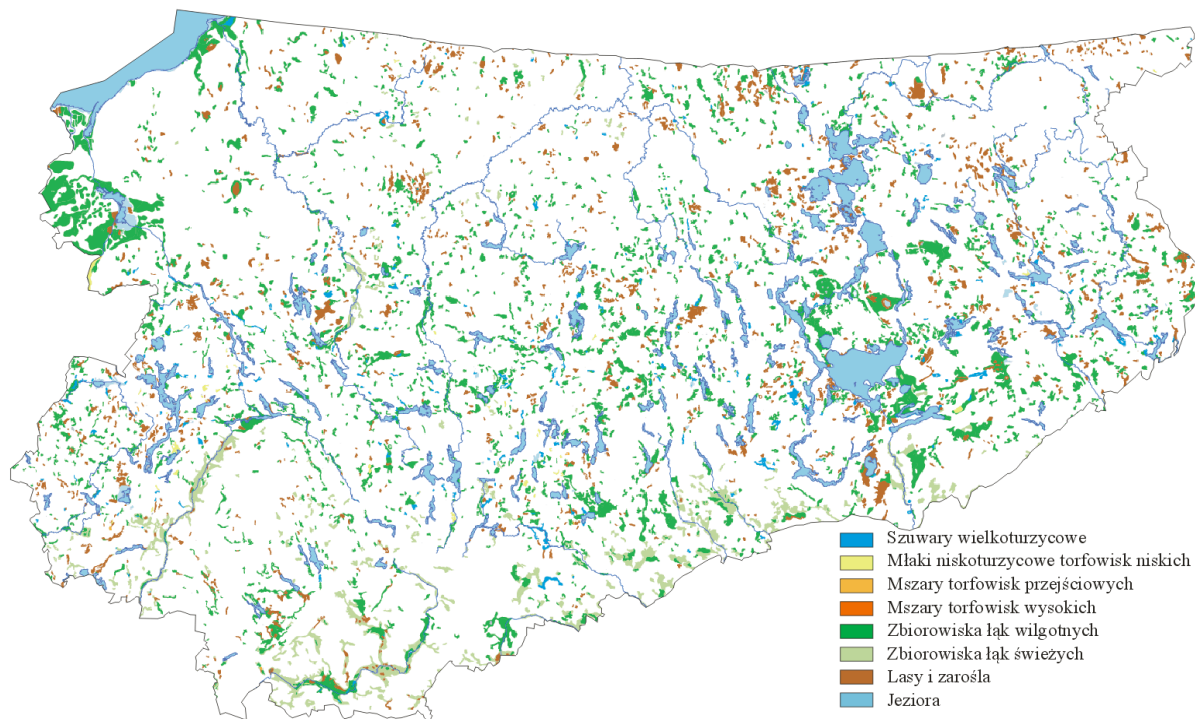 Szuwary wielkoturzycowe
Młaki niskoturzycowe torfowisk niskich
Mszary torfowisk przejściowych
Mszary torfowisk wysokich
Zbiorowiska łąk wilgotnych
Zbiorowiska łąk świeżych
Lasy i zarośla
Jeziora